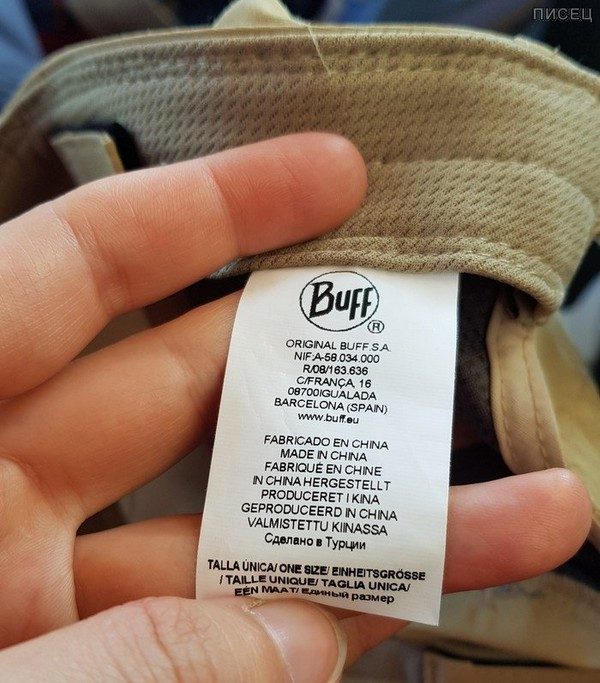 ПИСЕЦ
BUFF®
ORIGINAL BUFF.S.A.
NIF:A-58.034.000
R/08/163.636
C/FRANÇA, 16
08700IGUALADA
BARCELONA (SPAIN)
www.buff.eu
FABRICADO EN CHINA
MADE IN CHINA
FABRIQUÉ EN CHINE
IN CHINA HERGESTELLT
PRODUCERET I KINA
GEPRODUCEERD IN CHINA
VALMISTETTU KIINASSA
Сделано в Турции
TALLA ÚNICA/ ONE SIZE/ EINHEITSGRÖSSE
/ TAILLE UNIQUE/ TAGLIA UNICA/
ÉÉN MAAT/ Единый размер